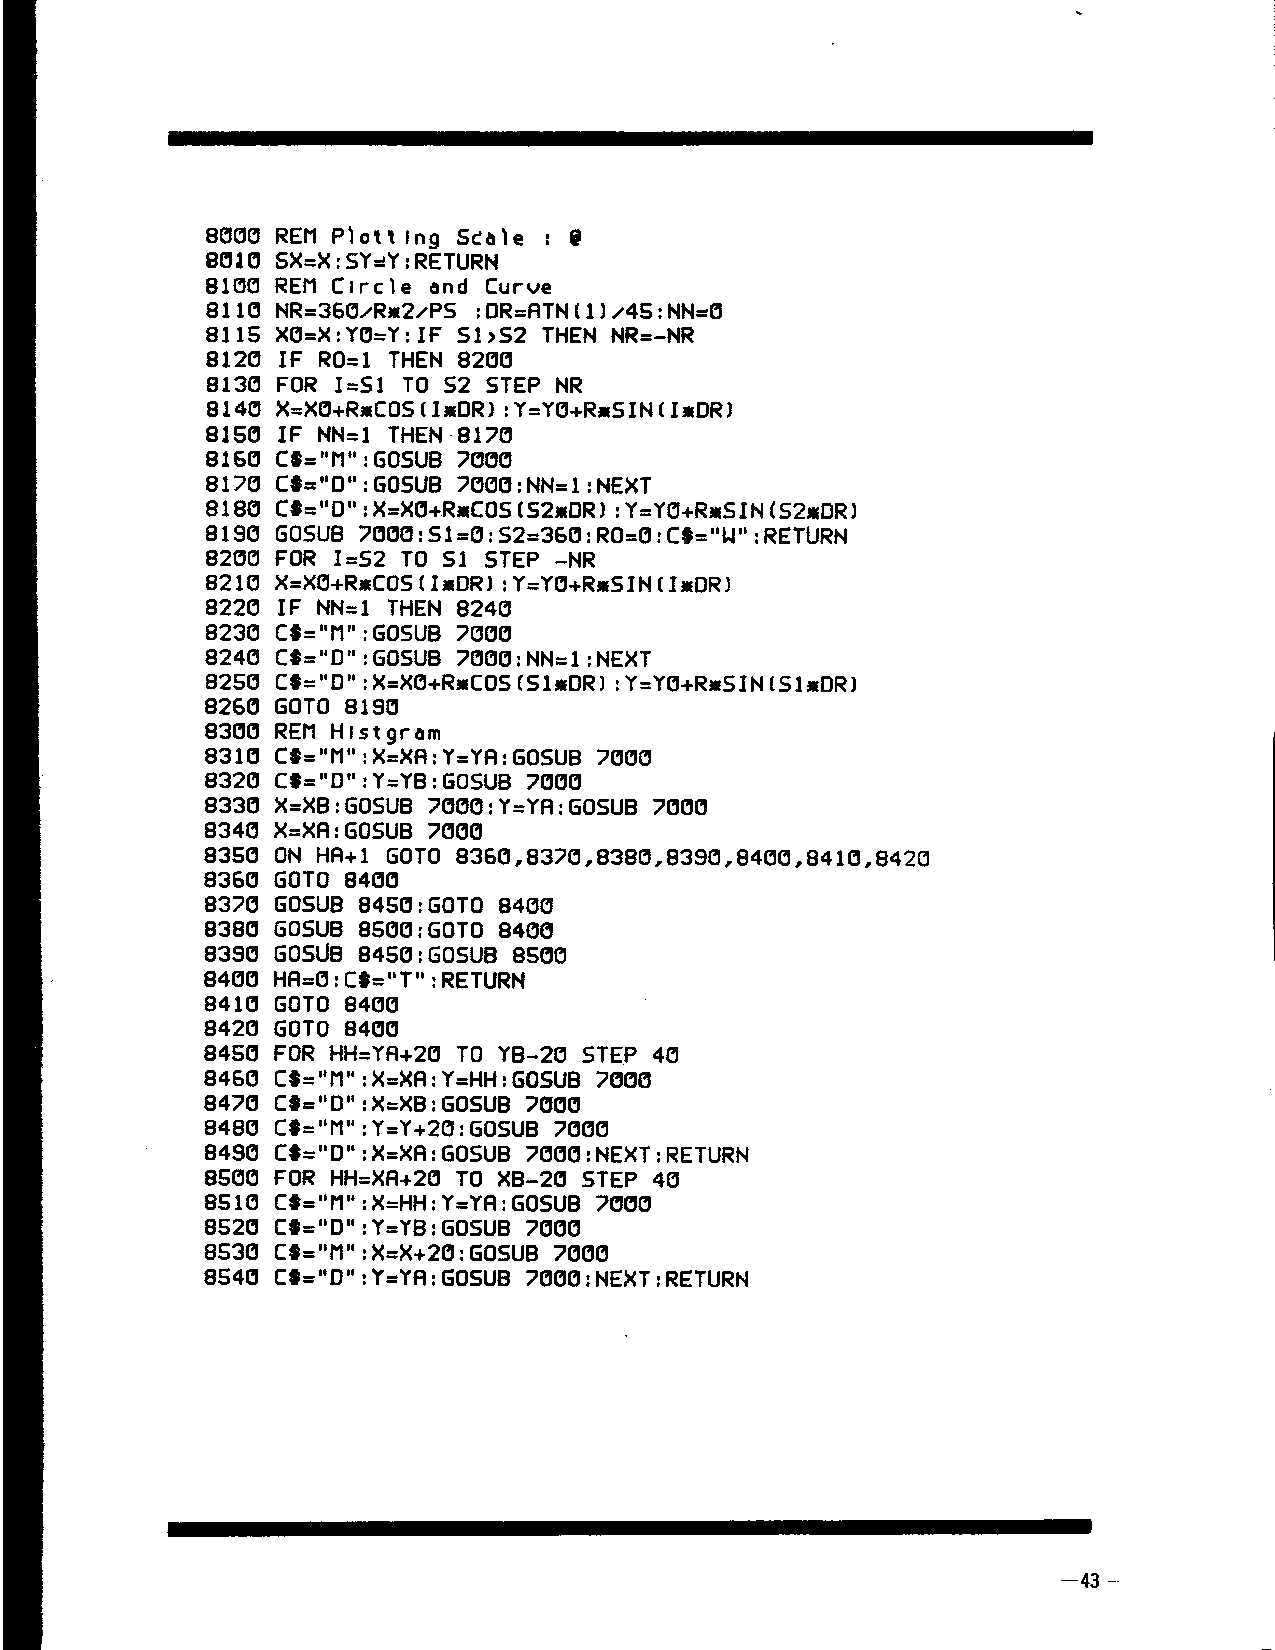 8000 REM Plotting Scale : @
8010 SX=X:SY=Y:RETURN
8100 REM Circle and Curve
8110 NR=360/R*2/PS :DR=ATN(1)/45:NN=0
8115 X0=X:Y0=Y:IF S1>S2 THEN NR=-NR
8120 IF RO=1 THEN 8200
8130 FOR I=S1 TO S2 STEP NR
8140 X=X0+R*COS(I*DR):Y=Y0+R*SIN(I*DR)
8150 IF NN=1 THEN 8170
8160 C$="M":GOSUB 7000
8170 C$="D":GOSUB 7000:NN=1:NEXT
8180 C$="D":X=X0+R*COS(S2*DR):Y=Y0+R*SIN(S2*DR)
8190 GOSUB 7000:S1=0:S2=360:RO=0:C$="W":RETURN
8200 FOR I=S2 TO S1 STEP -NR
8210 X=X0+R*COS(I*DR):Y=Y0+R*SIN(I*DR)
8220 IF NN=1 THEN 8240
8230 C$="M":GOSUB 7000
8240 C$="D":GOSUB 7000:NN=1:NEXT
8250 C$="D":X=X0+R*COS(S1*DR):Y=Y0+R*SIN(S1*DR)
8260 GOTO 8190
8300 REM Histgram
8310 C$="M":X=XA:Y=YA:GOSUB 7000
8320 C$="D":Y=YB:GOSUB 7000
8330 X=XB:GOSUB 7000:Y=YA:GOSUB 7000
8340 X=XA:GOSUB 7000
8350 ON HA+1 GOTO 8360,8370,8380,8390,8400,8410,8420
8360 GOTO 8400
8370 GOSUB 8450:GOTO 8400
8380 GOSUB 8500:GOTO 8400
8390 GOSUB 8450:GOSUB 8500
8400 HA=0:C$="T":RETURN
8410 GOTO 8400
8420 GOTO 8400
8450 FOR HH=YA+20 TO YB-20 STEP 40
8460 C$="M":X=XA:Y=HH:GOSUB 7000
8470 C$="D":X=XB:GOSUB 7000
8480 C$="M":Y=Y+20:GOSUB 7000
8490 C$="D":X=XA:GOSUB 7000:NEXT:RETURN
8500 FOR HH=XA+20 TO XB-20 STEP 40
8510 C$="M":X=HH:Y=YA:GOSUB 7000
8520 C$="D":Y=YB:GOSUB 7000
8530 C$="M":X=X+20:GOSUB 7000
8540 C$="D":Y=YA:GOSUB 7000:NEXT:RETURN
—43 –